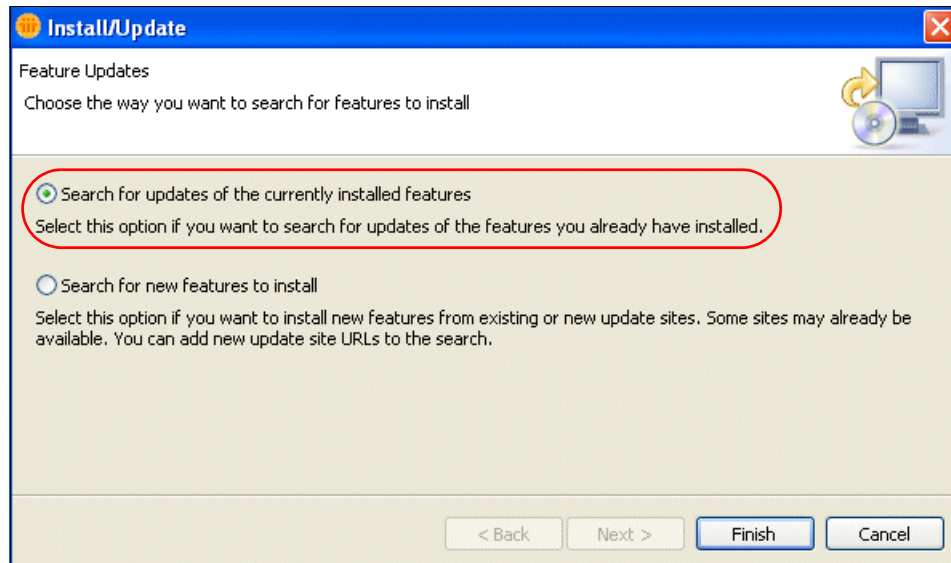 Install/Update
Feature Updates
Choose the way you want to search for features to install
Search for updates of the currently installed features
Select this option if you want to search for updates of the features you already have installed.
Search for new features to install
Select this option if you want to install new features from existing or new update sites. Some sites may already be
available. You can add new update site URLs to the search.
< Back
Next >
Finish
Cancel